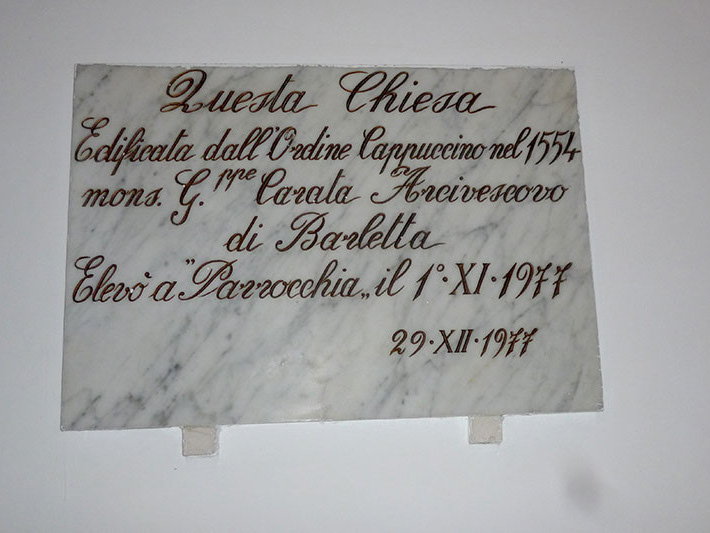 Questa Chiesa
Edificata dall'Ordine Cappuccino nel 1554
mons. G.ppe Carata Arcivescovo
di Barletta
Elevò a "Parrocchia„ il 1°·XI·1977
29·XII·1977